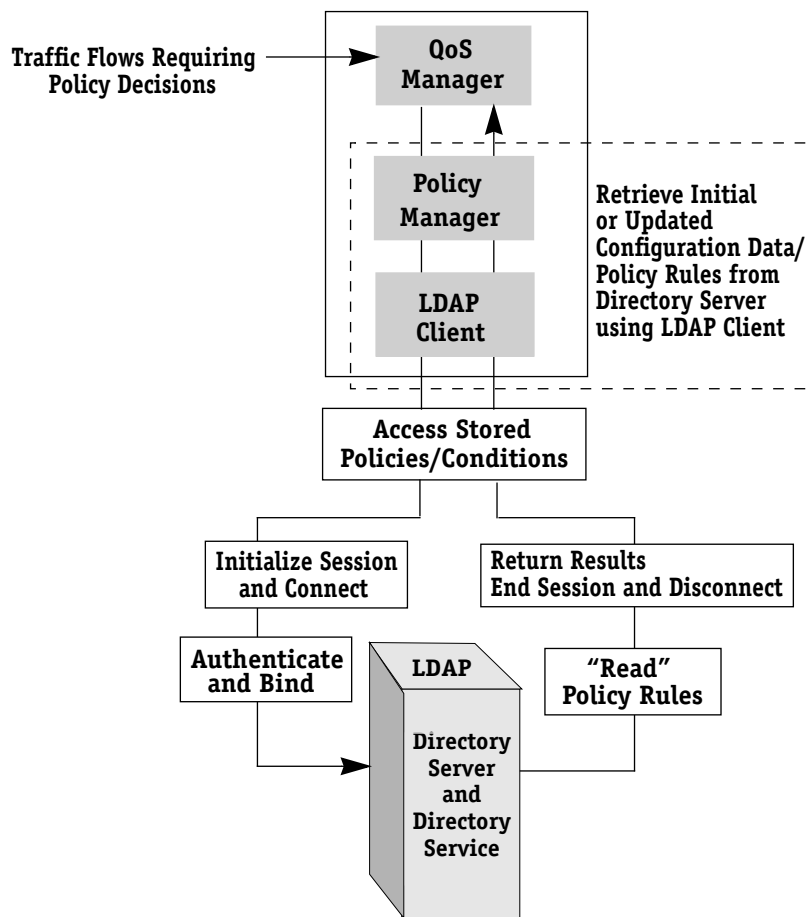 Traffic Flows Requiring
Policy Decisions
QoS
Manager
Policy
Manager
LDAP
Client
Retrieve Initial
or Updated
Configuration Data/
Policy Rules from
Directory Server
using LDAP Client
Access Stored
Policies/Conditions
Initialize Session
and Connect
Return Results
End Session and Disconnect
Authenticate
and Bind
"Read"
Policy Rules
LDAP
Directory
Server
and
Directory
Service